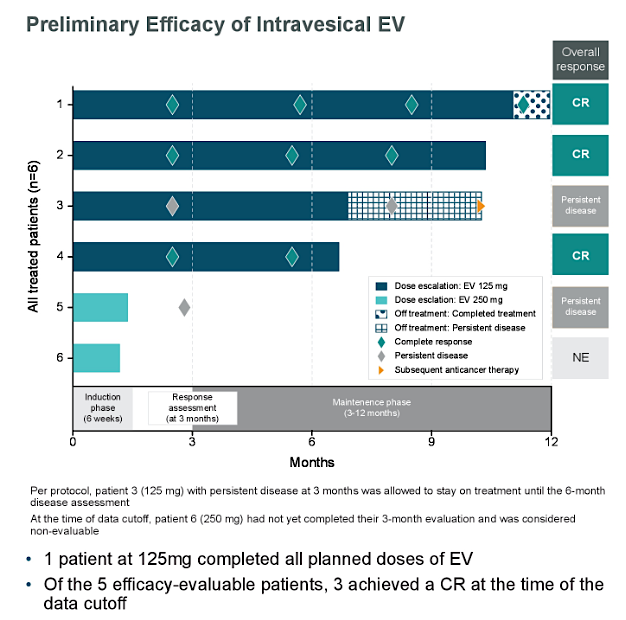 Preliminary Efficacy of Intravesical EV
Overall
response
All treated patients (n=6)
1
CR
2
CR
3
Persistent
disease
4
CR
5
Persistent
disease
6
NE
Dose escalation: EV 125 mg
Dose esclation: EV 250 mg
Off treatment: Completed treatment
Off treatment: Persistent disease
Complete response
Persistent disease
Subsequent anticancer therapy
Induction
phase
(6 weeks)
Response
assessment
(at 3 months)
Maintenence phase
(3-12 months)
0
3
6
9
12
Months
Per protocol, patient 3 (125 mg) with persistent disease at 3 months was allowed to stay on treatment until the 6-month
disease assessment
At the time of data cutoff, patient 6 (250 mg) had not yet completed their 3-month evaluation and was considered
non-evaluable
• 1 patient at 125mg completed all planned doses of EV
• Of the 5 efficacy-evaluable patients, 3 achieved a CR at the time of the
data cutoff